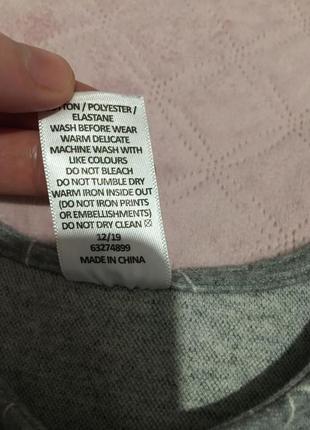 / POLYESTER /
ELASTANE
WASH BEFORE WEAR
WARM DELICATE
MACHINE WASH WITH
LIKE COLOURS
DO NOT BLEACH
DO NOT TUMBLE DRY
WARM IRON INSIDE OUT
(DO NOT IRON PRINTS
OR EMBELLISHMENTS)
DO NOT DRY CLEAN ☒
12/19
63274899
MADE IN CHINA